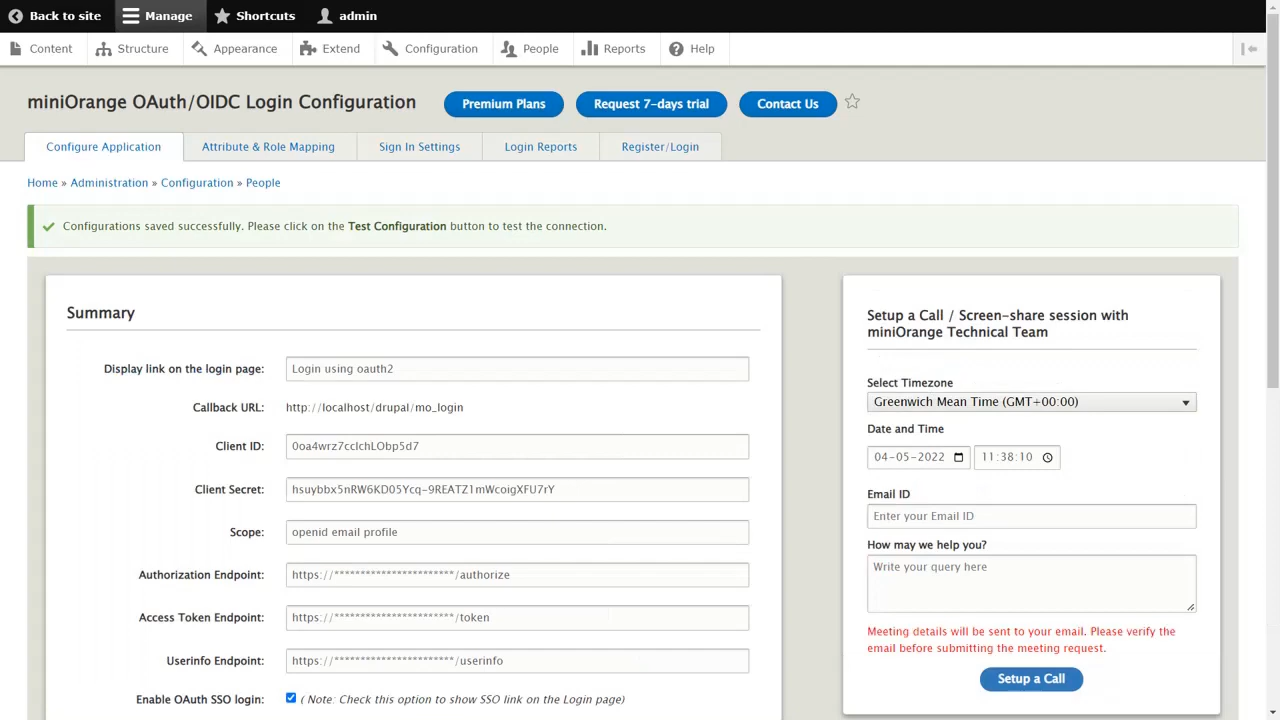 Back to site Manage Shortcuts admin
Content Structure Appearance Extend Configuration People Reports Help
miniOrange OAuth/OIDC Login Configuration Premium Plans Request 7-days trial Contact Us
Configure Application Attribute & Role Mapping Sign In Settings Login Reports Register/Login
Home » Administration » Configuration » People
Configurations saved successfully. Please click on the Test Configuration button to test the connection.
Summary
Display link on the login page: Login using oauth2
Callback URL: http://localhost/drupal/mo_login
Client ID: 0oa4wrz7cclchLObp5d7
Client Secret: hsuybbx5nRW6KD05Ycq-9REATZ1mWcoigXFU7rY
Scope: openid email profile
Authorization Endpoint: https://***********************/authorize
Access Token Endpoint: https://***********************/token
Userinfo Endpoint: https://***********************/userinfo
Enable OAuth SSO login: ( Note: Check this option to show SSO link on the Login page)
Setup a Call / Screen-share session with
miniOrange Technical Team
Select Timezone
Greenwich Mean Time (GMT+00:00)
Date and Time
04-05-2022 11:38:10
Email ID
Enter your Email ID
How may we help you?
Write your query here
Meeting details will be sent to your email. Please verify the
email before submitting the meeting request.
Setup a Call